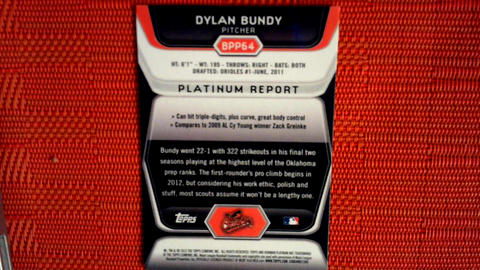 DYLAN BUNDY
PITCHER
BPP64
HT: 6'1" - WT: 195 - THROWS: RIGHT - BATS: BOTH
DRAFTED: ORIOLES #1-JUNE, 2011
PLATINUM REPORT
» Can hit triple-digits, plus curve, great body control
» Compares to 2009 AL Cy Young winner Zack Greinke
Bundy went 22-1 with 322 strikeouts in his final two
seasons playing at the highest level of the Oklahoma
prep ranks. The first-rounder's pro climb begins in
2012, but considering his work ethic, polish and
stuff, most scouts assume it won't be a lengthy one.
Topps